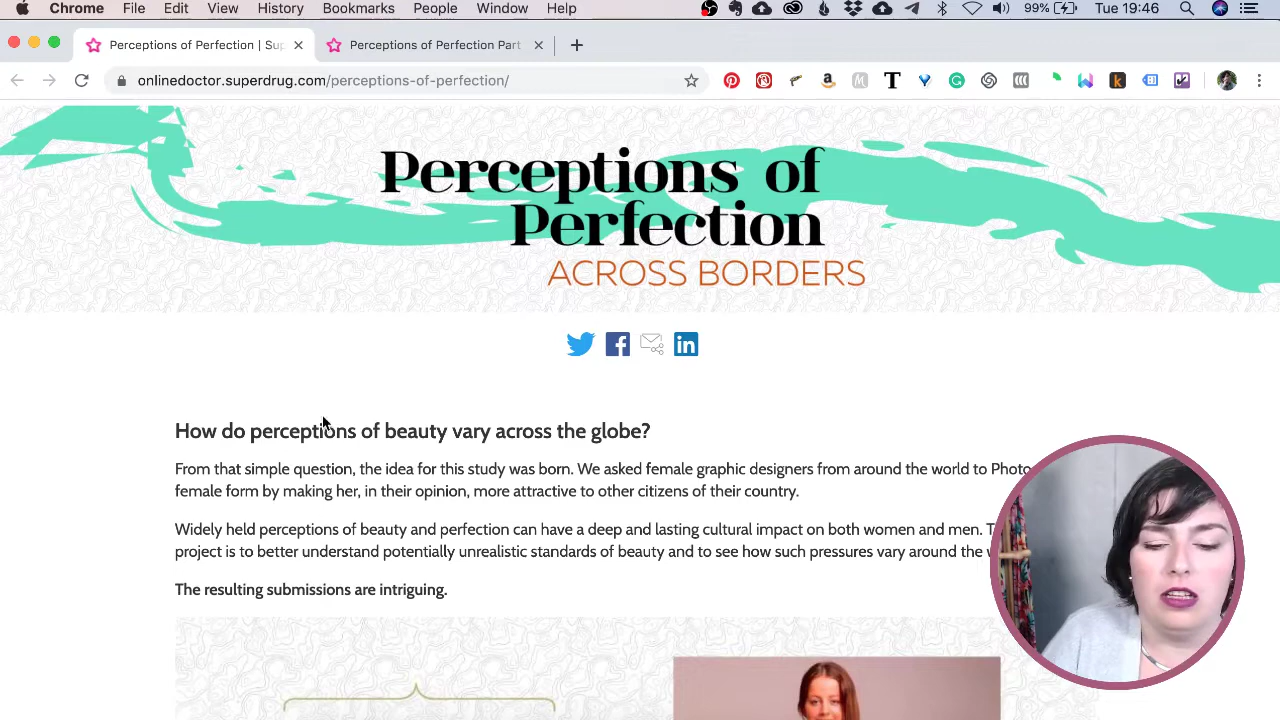 Chrome File Edit View History Bookmarks People Window Help 99% Tue 19:46
Perceptions of Perfection | Sup
Perceptions of Perfection Part
onlinedoctor.superdrug.com/perceptions-of-perfection/
Perceptions of
Perfection
ACROSS BORDERS
How do perceptions of beauty vary across the globe?
From that simple question, the idea for this study was born. We asked female graphic designers from around the world to Photo
female form by making her, in their opinion, more attractive to other citizens of their country.
Widely held perceptions of beauty and perfection can have a deep and lasting cultural impact on both women and men. T
project is to better understand potentially unrealistic standards of beauty and to see how such pressures vary around the
The resulting submissions are intriguing.